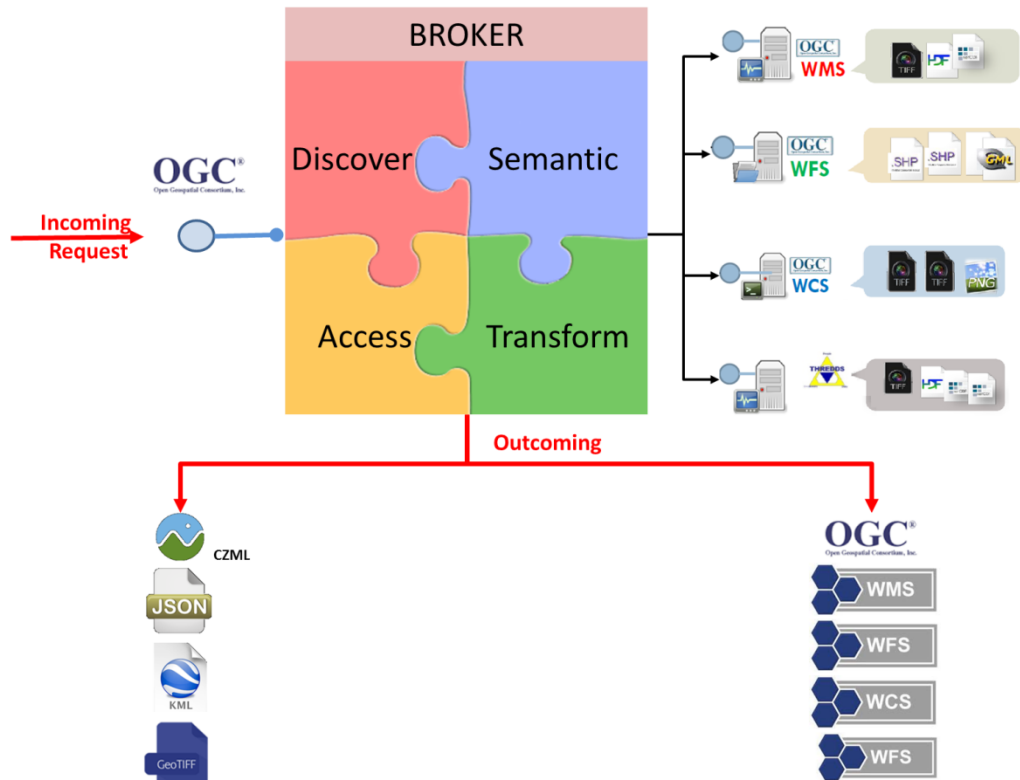 BROKER
Discover
Semantic
Access
Transform
OGC®
Open Geospatial Consortium, Inc.
Incoming
Request
OGC
WMS
TIFF
HDF
OGC
WFS
.SHP
.SHP
GML
OGC
WCS
TIFF
TIFF
PNG
THREDDS
TIFF
HDF
Outcoming
CZML
JSON
KML
GeoTIFF
OGC®
Open Geospatial Consortium, Inc.
WMS
WFS
WCS
WFS